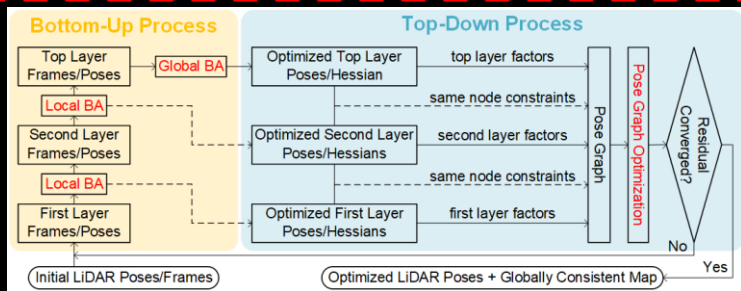 Bottom-Up Process
Top-Down Process
Top Layer
Frames/Poses
Global BA
Optimized Top Layer
Poses/Hessian
top layer factors
Local BA
same node constraints
Second Layer
Frames/Poses
Optimized Second Layer
Poses/Hessians
second layer factors
Local BA
same node constraints
First Layer
Frames/Poses
Optimized First Layer
Poses/Hessians
first layer factors
Pose Graph
Pose Graph Optimization
Residual
Converged?
No
Yes
Initial LiDAR Poses/Frames
Optimized LiDAR Poses + Globally Consistent Map